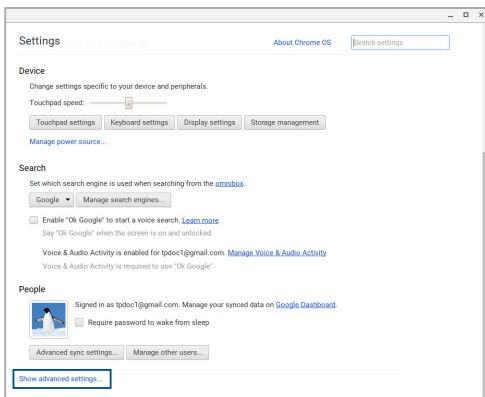 Settings
About Chrome OS
Search settings
Device
Change settings specific to your device and peripherals.
Touchpad speed:
Touchpad settings
Keyboard settings
Display settings
Storage management
Manage power source...
Search
Set which search engine is used when searching from the omnibox.
Google
Manage search engines...
Enable "Ok Google" to start a voice search. Learn more
Say "Ok Google" when the screen is on and unlocked.
Voice & Audio Activity is enabled for tpdoc1@gmail.com. Manage Voice & Audio Activity
Voice & Audio Activity is required to use "Ok Google"
People
Signed in as tpdoc1@gmail.com. Manage your synced data on Google Dashboard.
Require password to wake from sleep
Advanced sync settings...
Manage other users...
Show advanced settings...